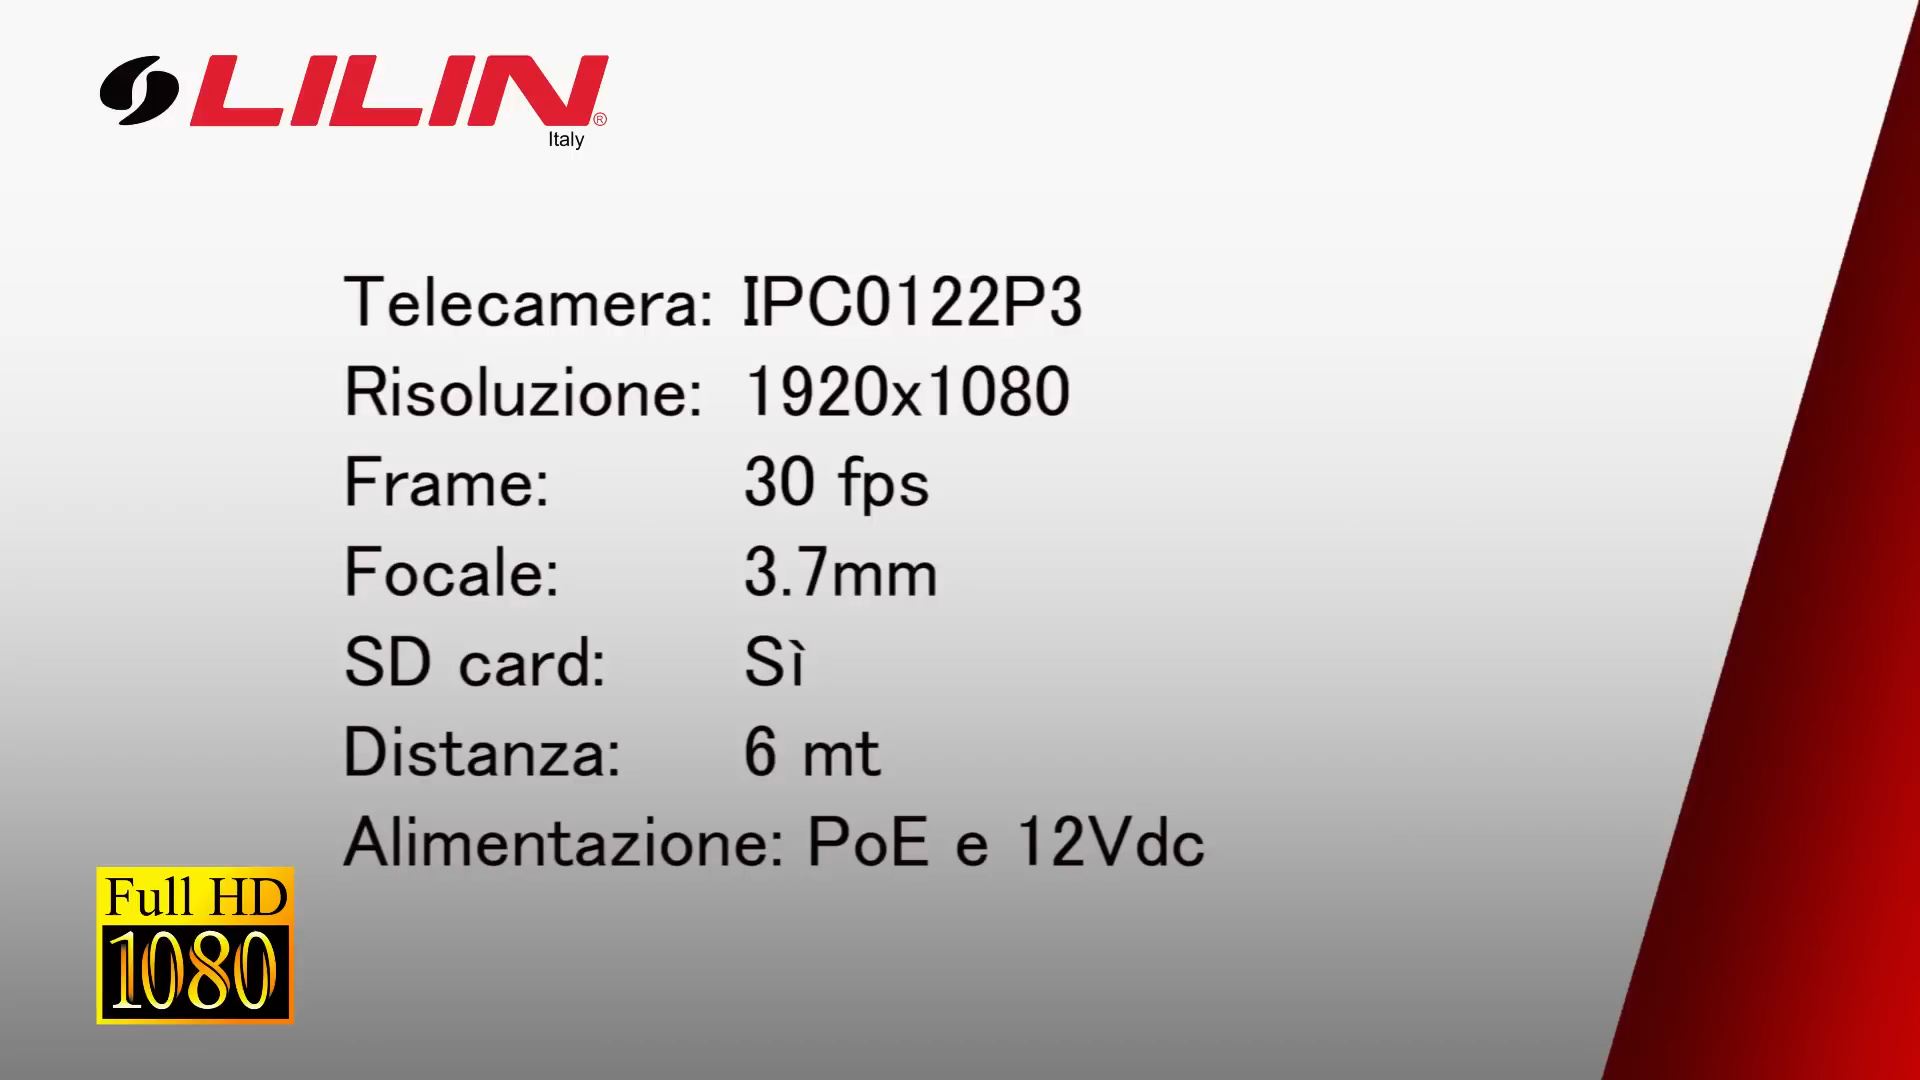 LILIN®
Italy
Telecamera: IPC0122P3
Risoluzione: 1920x1080
Frame: 30 fps
Focale: 3.7mm
SD card: Sì
Distanza: 6 mt
Alimentazione: PoE e 12Vdc
Full HD
1080